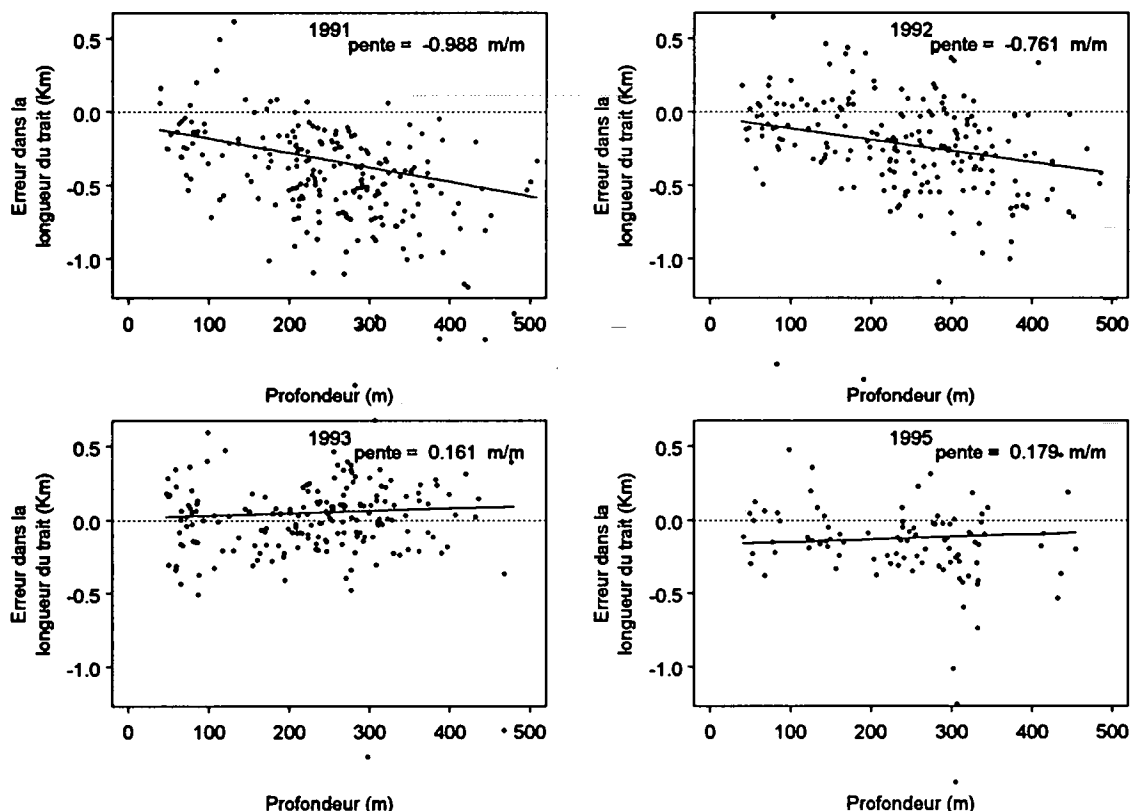 1991
pente = -0.988 m/m
Erreur dans la
longueur du trait (Km)
0.5
0.0
-0.5
-1.0
0 100 200 300 400 500
Profondeur (m)
1992
pente = -0.761 m/m
Erreur dans la
longueur du trait (Km)
0.5
0.0
-0.5
-1.0
0 100 200 300 400 500
Profondeur (m)
1993
pente = 0.161 m/m
Erreur dans la
longueur du trait (Km)
0.5
0.0
-0.5
-1.0
0 100 200 300 400 500
Profondeur (m)
1995
pente = 0.179 m/m
Erreur dans la
longueur du trait (Km)
0.5
0.0
-0.5
-1.0
0 100 200 300 400 500
Profondeur (m)